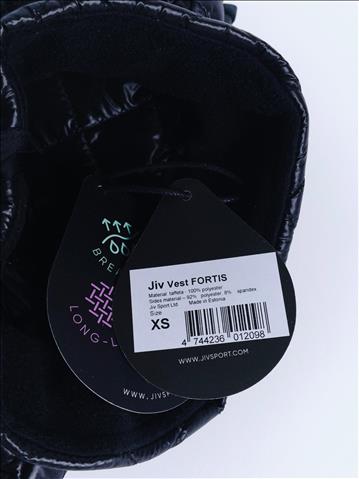 BRE
LONG-L
WWW.JIVS
Jiv Vest FORTIS
Material taffeta - 100% polyester
Sides material – 92% polyester, 8% spandex
Jiv Sport Ltd. Made in Estonia
Size
XS
4 744236 012098
WWW.JIVSPORT.COM